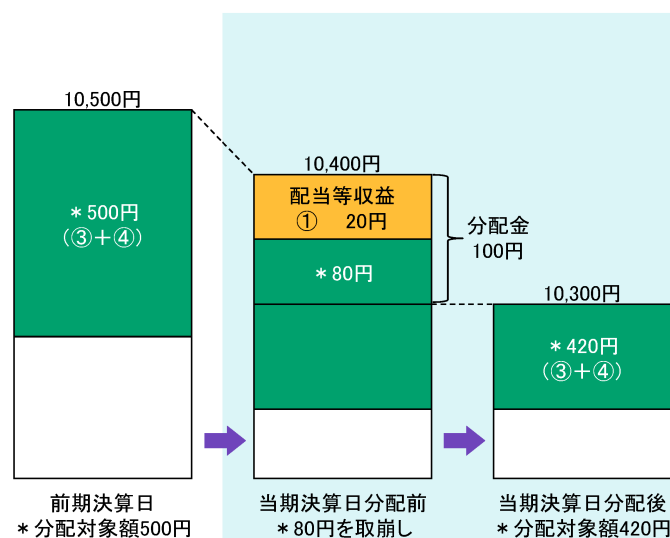 10,500円
＊500円
（③＋④）
前期決算日
＊分配対象額500円
10,400円
配当等収益
①　20円
＊80円
分配金
100円
当期決算日分配前
＊80円を取崩し
10,300円
＊420円
（③＋④）
当期決算日分配後
＊分配対象額420円